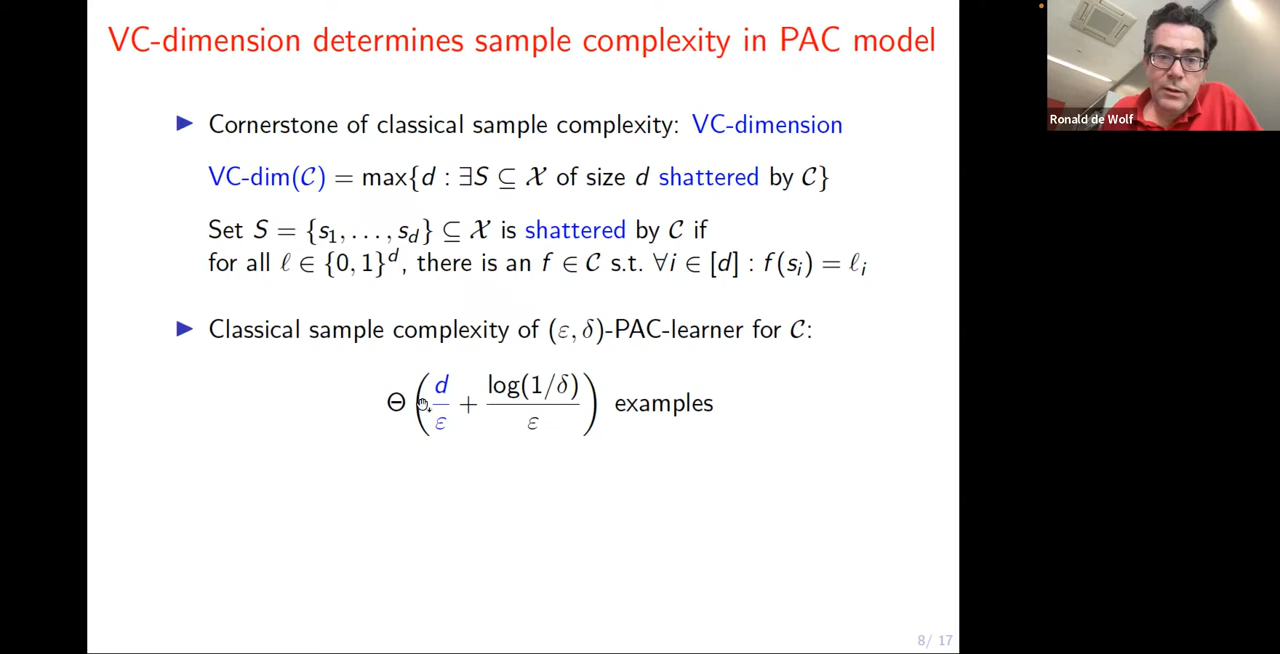 VC-dimension determines sample complexity in PAC model
Ronald de Wolf
▶ Cornerstone of classical sample complexity: VC-dimension
VC-dim(𝒞) = max{d : ∃S ⊆ 𝒳 of size d shattered by 𝒞}
Set S = {s₁, . . . , s_d} ⊆ 𝒳 is shattered by 𝒞 if
for all ℓ ∈ {0, 1}ᵈ, there is an f ∈ 𝒞 s.t. ∀i ∈ [d] : f(sᵢ) = ℓᵢ
▶ Classical sample complexity of (ε, δ)-PAC-learner for 𝒞:
Θ (d/ε + log(1/δ)/ε) examples
8/ 17